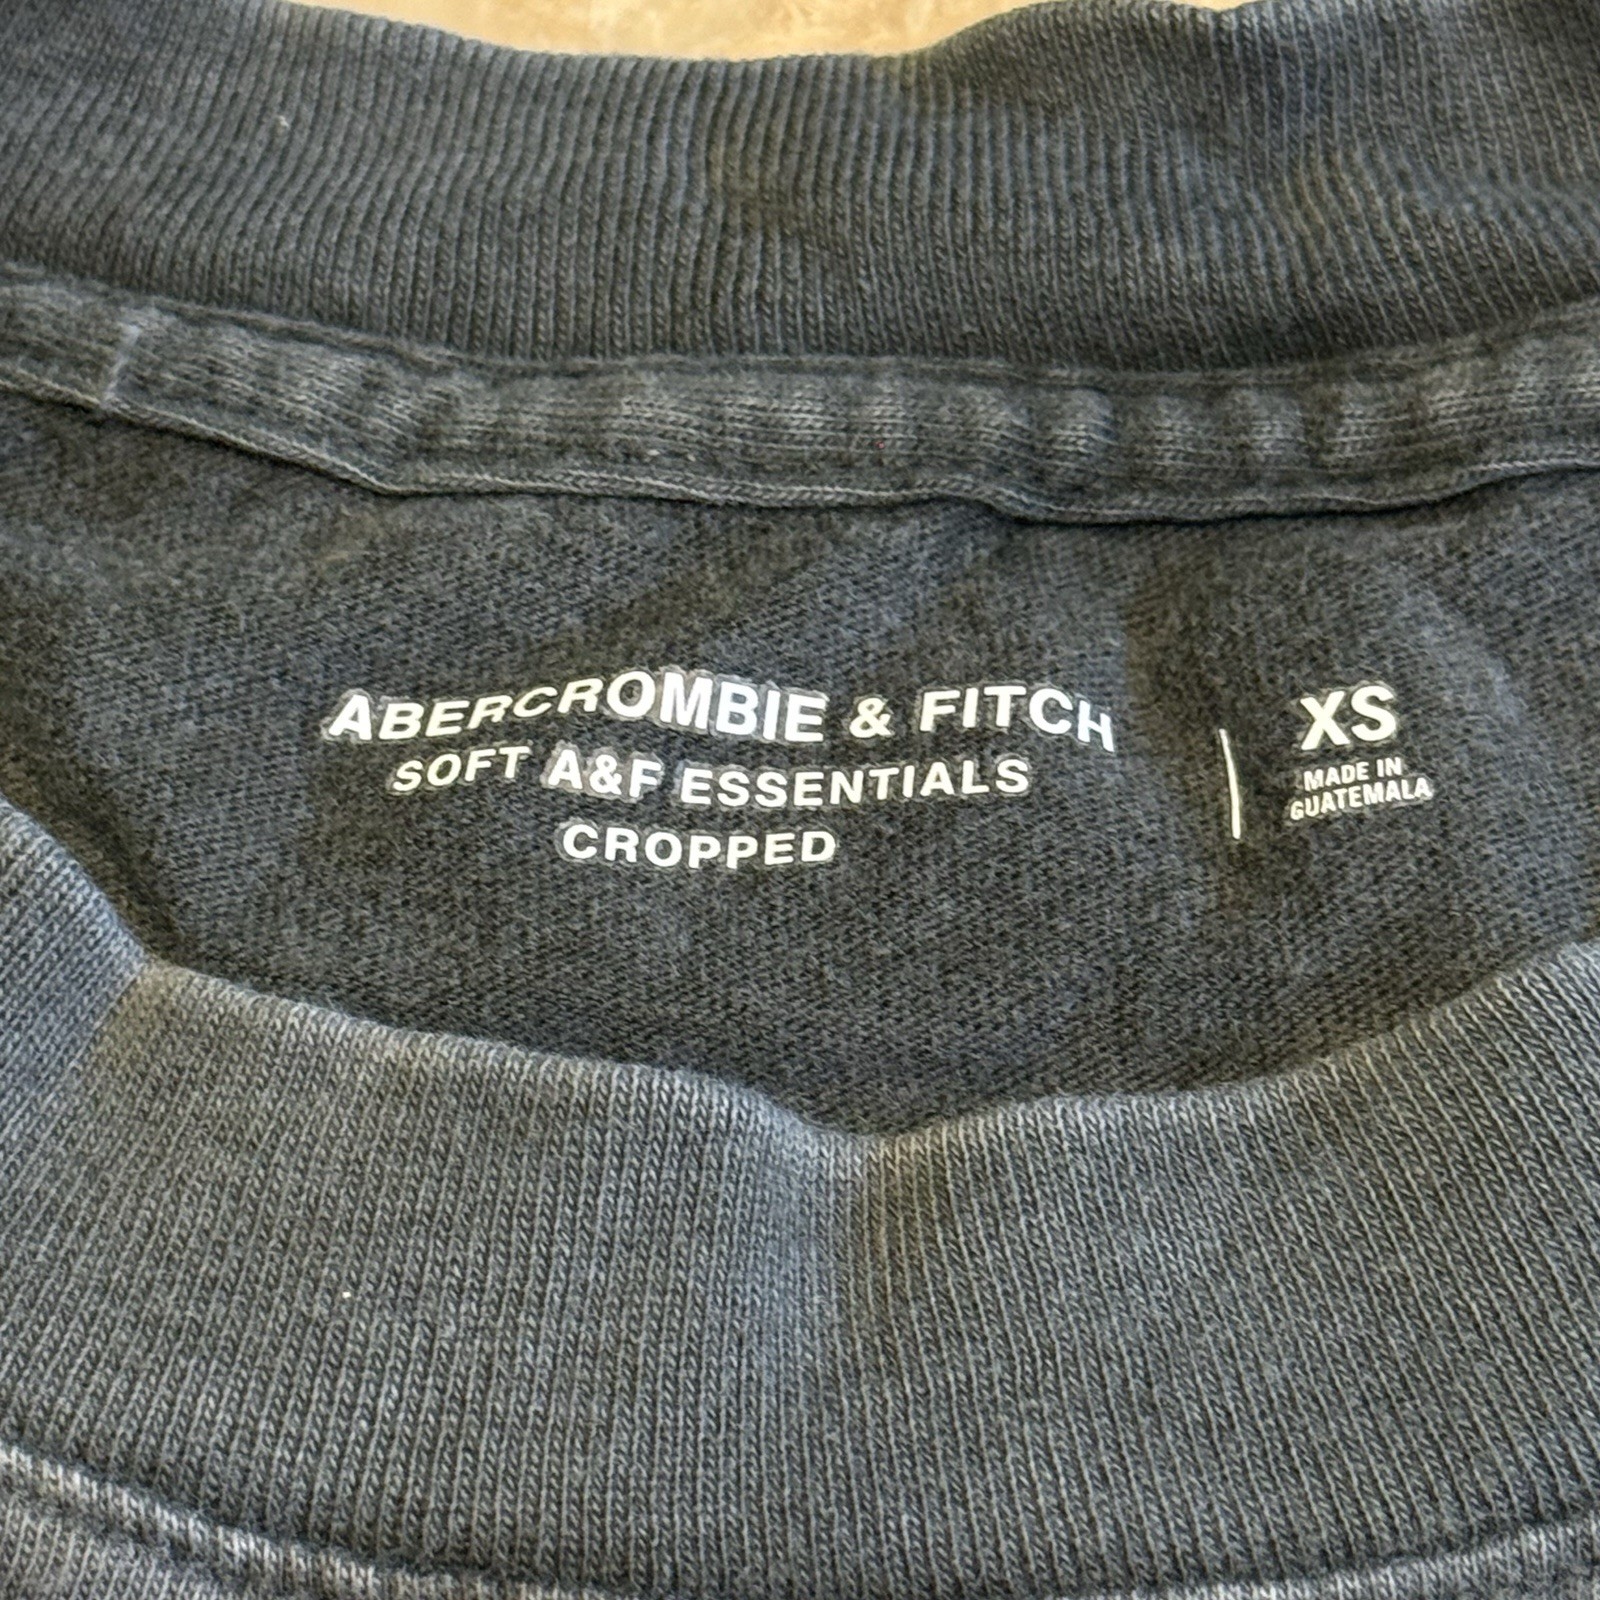 ABERCROMBIE & FITCH
SOFT A&F ESSENTIALS
CROPPED
XS
MADE IN
GUATEMALA